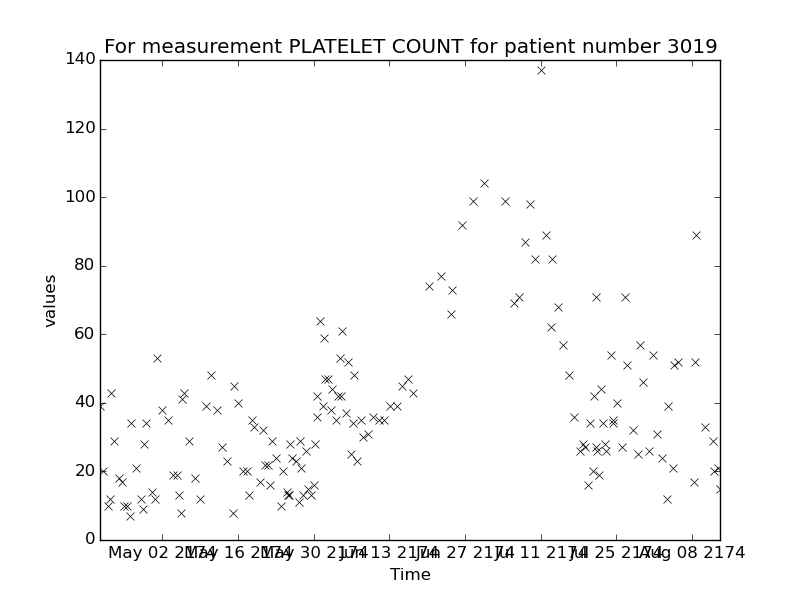 For measurement PLATELET COUNT for patient number 3019
140
120
100
80
60
40
20
0
values
May 02 2174 May 16 2174 May 30 2174 Jun 13 2174 Jun 27 2174 Jul 11 2174 Jul 25 2174 Aug 08 2174
Time